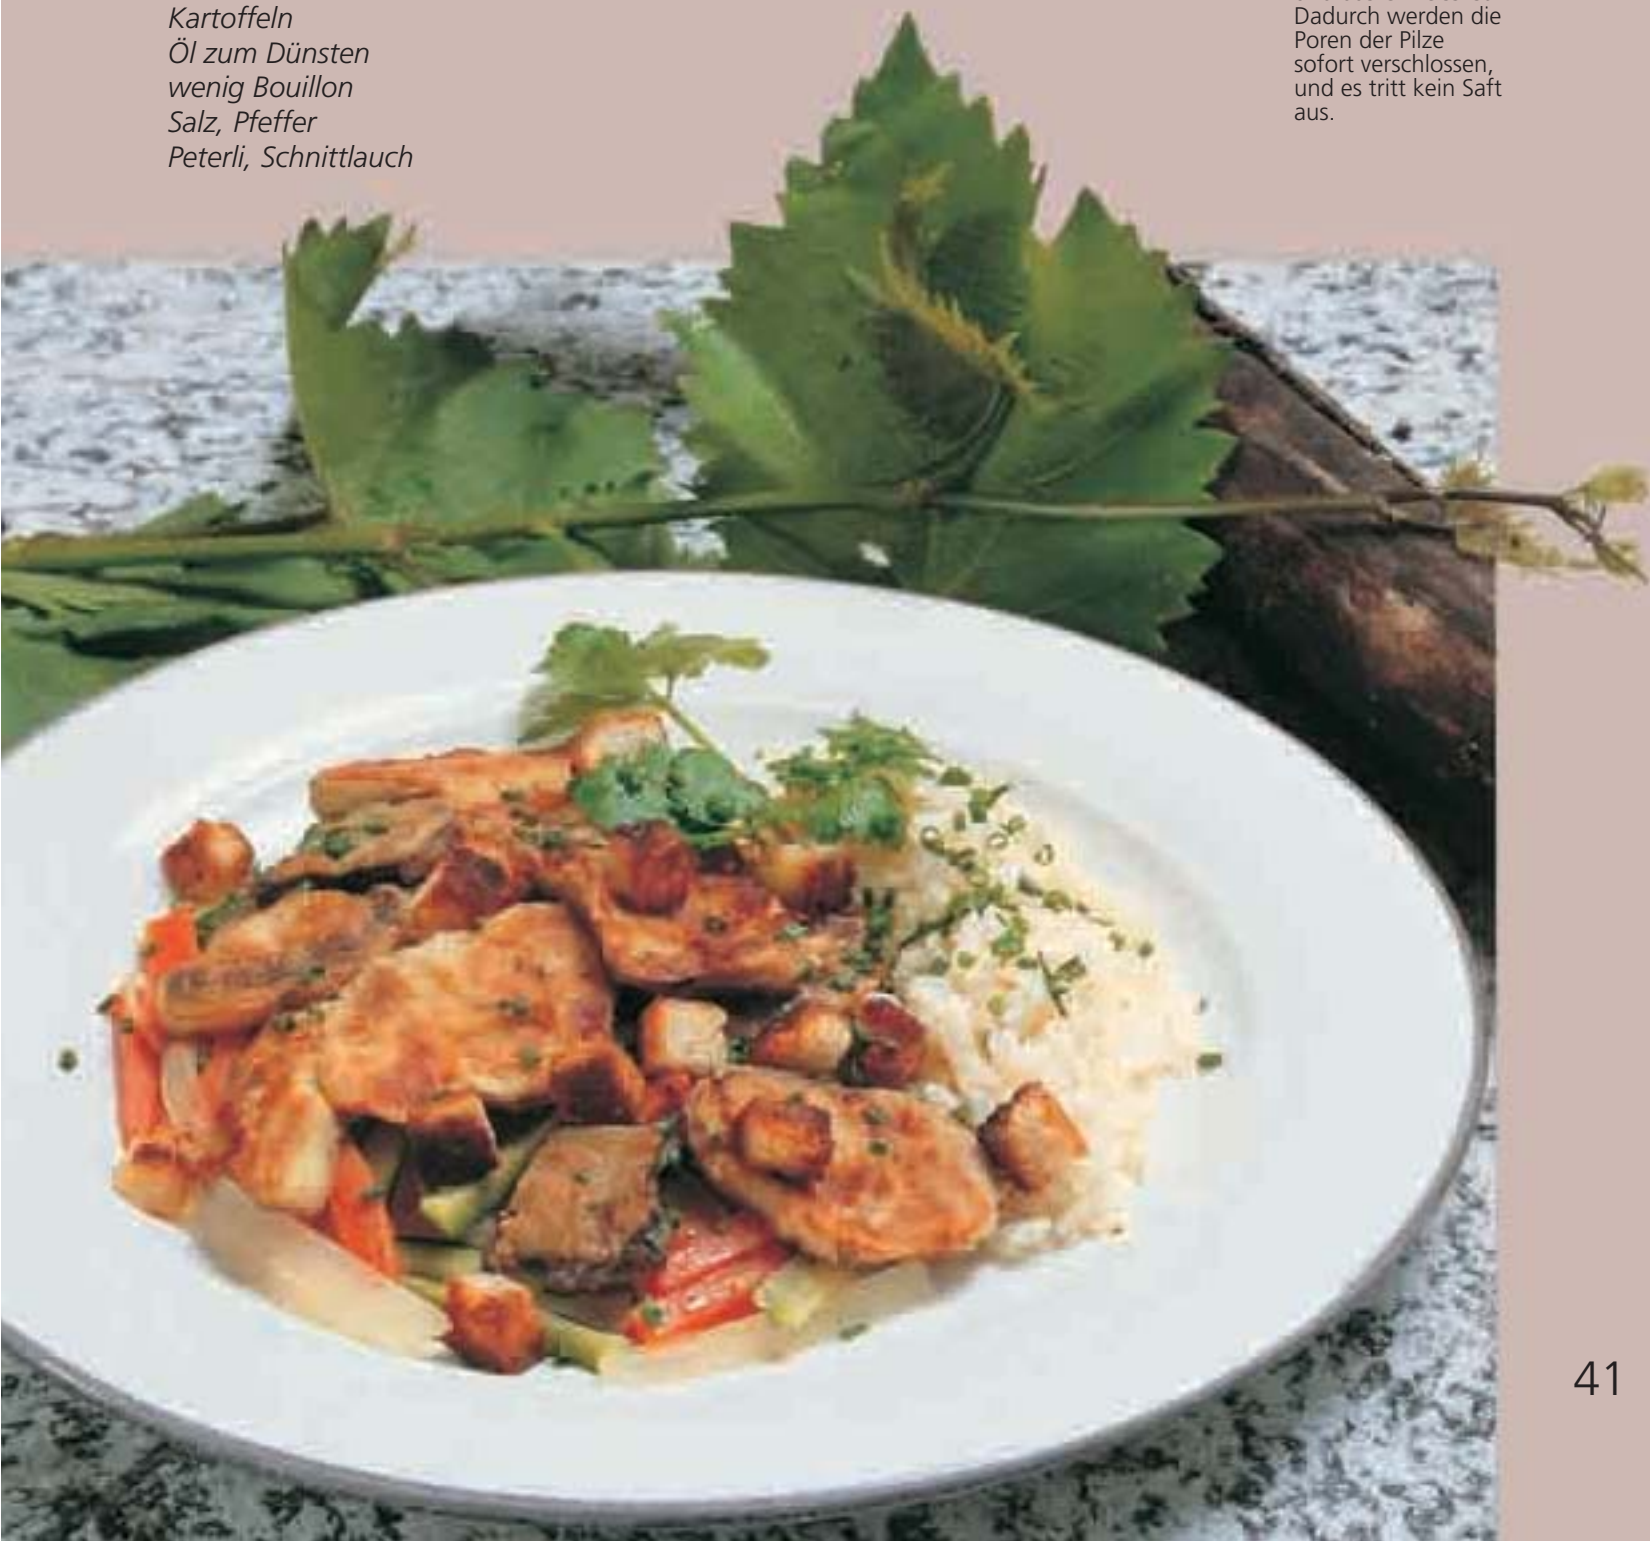 Kartoffeln
Öl zum Dünsten
wenig Bouillon
Salz, Pfeffer
Peterli, Schnittlauch
Dadurch werden die
Poren der Pilze
sofort verschlossen,
und es tritt kein Saft
aus.
41